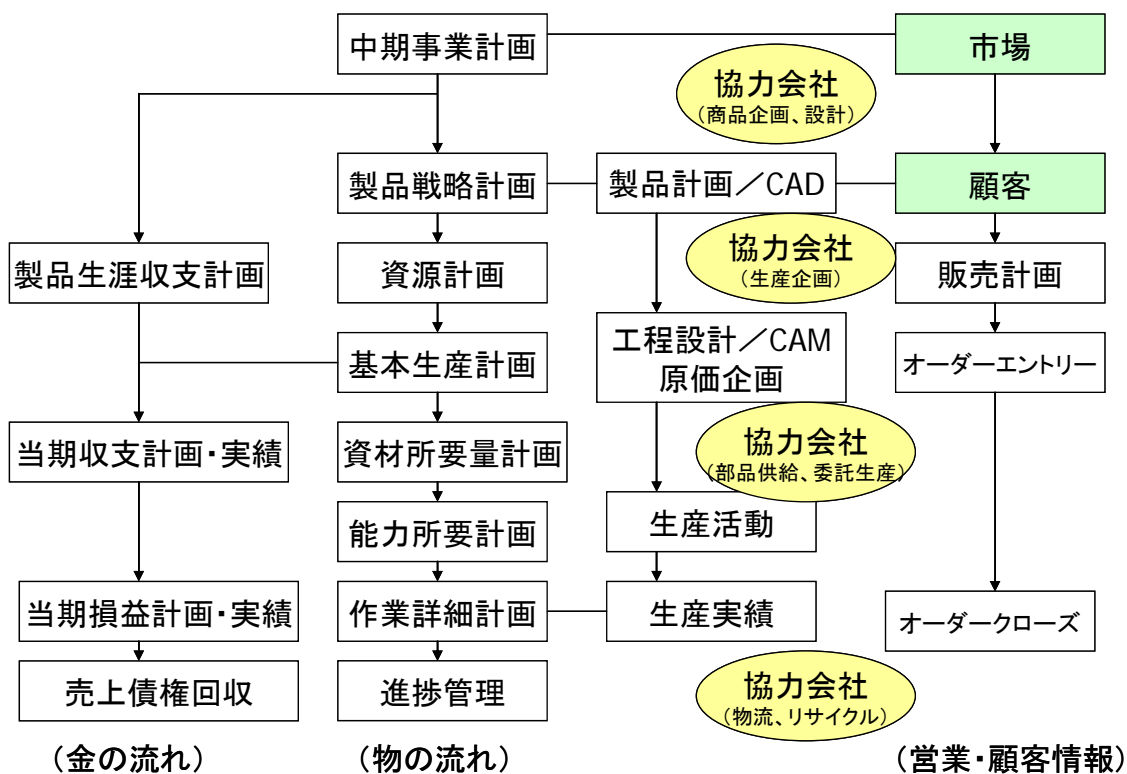 中期事業計画
市場
協力会社
(商品企画、設計)
製品戦略計画
製品計画／CAD
顧客
協力会社
(生産企画)
製品生涯収支計画
資源計画
販売計画
基本生産計画
工程設計／CAM
原価企画
オーダーエントリー
当期収支計画・実績
資材所要量計画
協力会社
(部品供給、委託生産)
能力所要計画
生産活動
当期損益計画・実績
作業詳細計画
生産実績
オーダークローズ
売上債権回収
進捗管理
協力会社
(物流、リサイクル)
(金の流れ)
(物の流れ)
(営業・顧客情報)